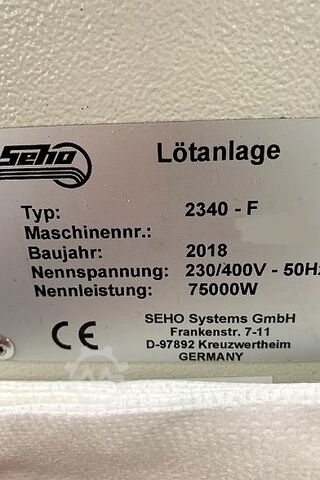 Seho
Lötanlage
Typ: 2340 - F
Maschinennr.:
Baujahr: 2018
Nennspannung: 230/400V - 50Hz
Nennleistung: 75000W
SEHO Systems GmbH
Frankenstr. 7-11
D-97892 Kreuzwertheim
GERMANY
CE